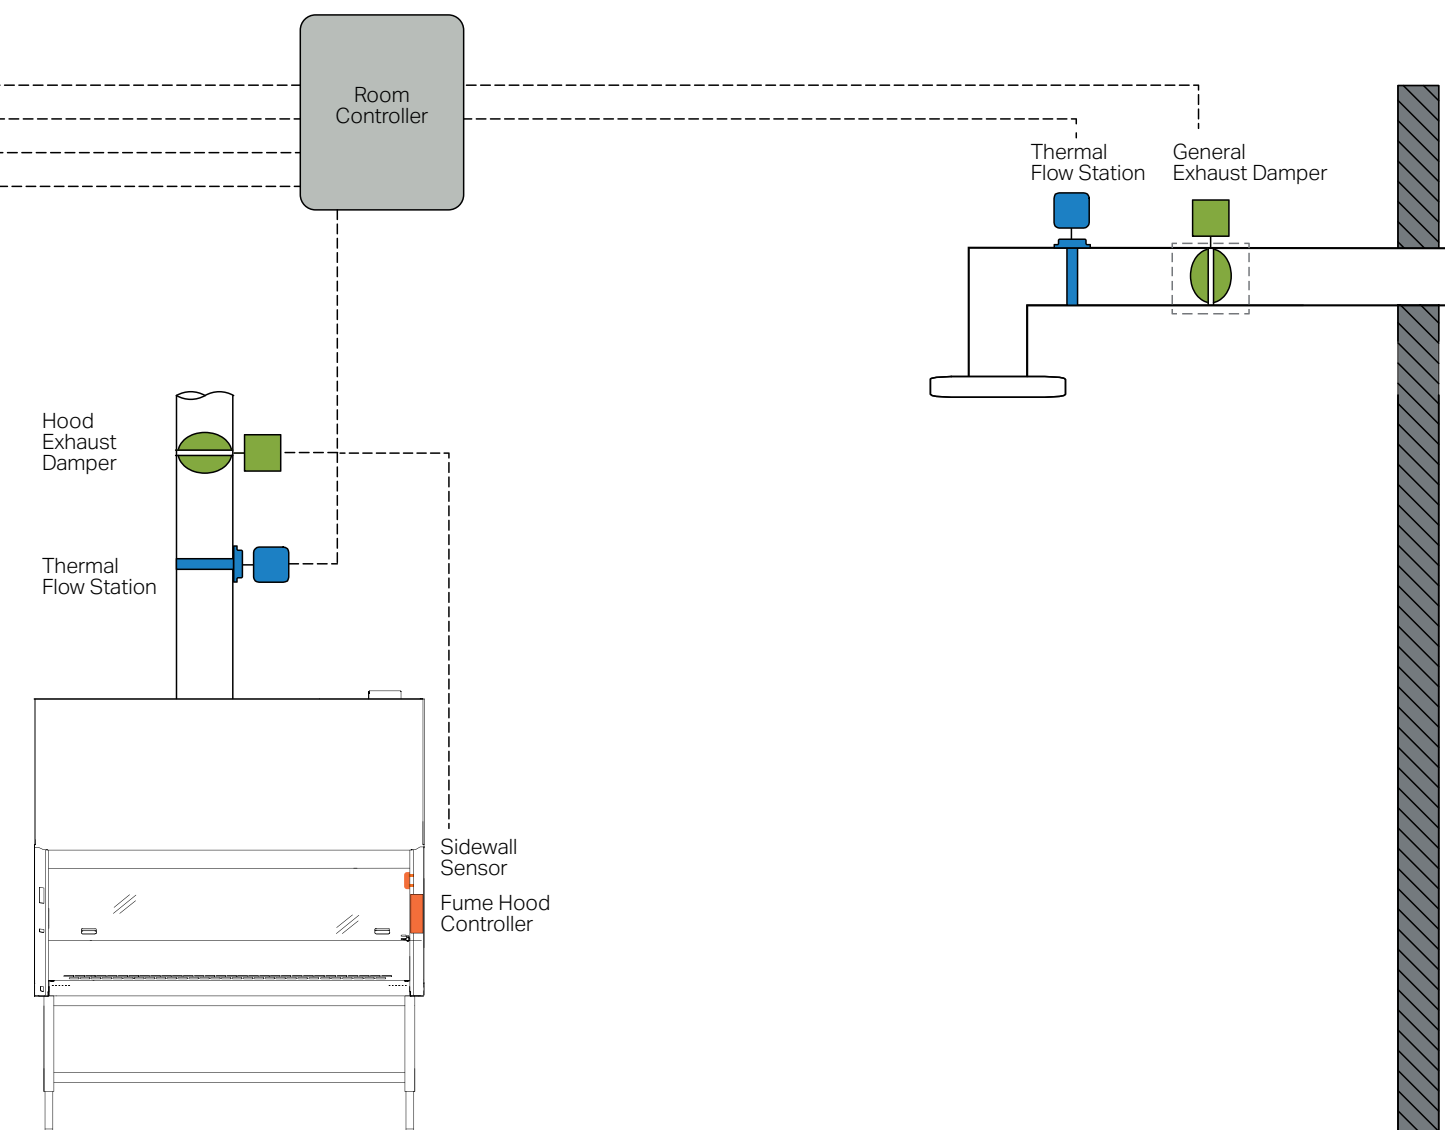 Room
Controller
Thermal
Flow Station
General
Exhaust Damper
Hood
Exhaust
Damper
Thermal
Flow Station
Sidewall
Sensor
Fume Hood
Controller